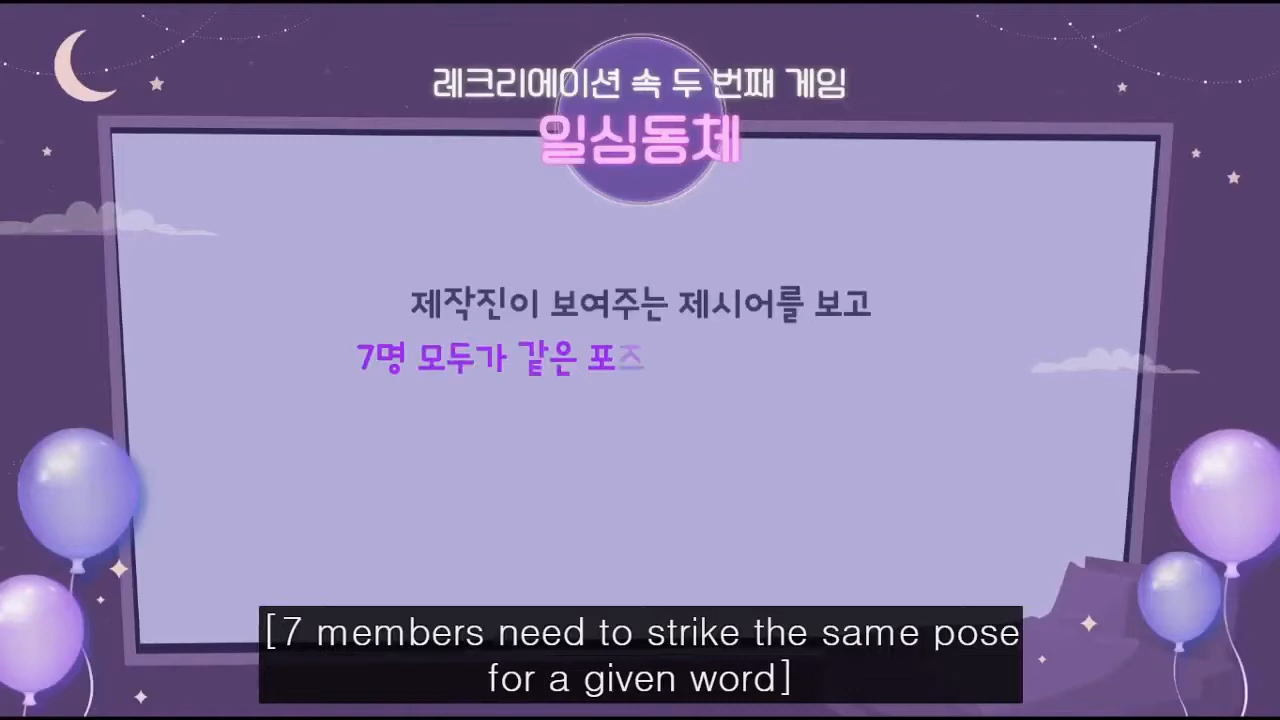 레크리에이션 속 두 번째 게임
일심동체
제작진이 보여주는 제시어를 보고
7명 모두가 같은 포즈
[7 members need to strike the same pose
for a given word]